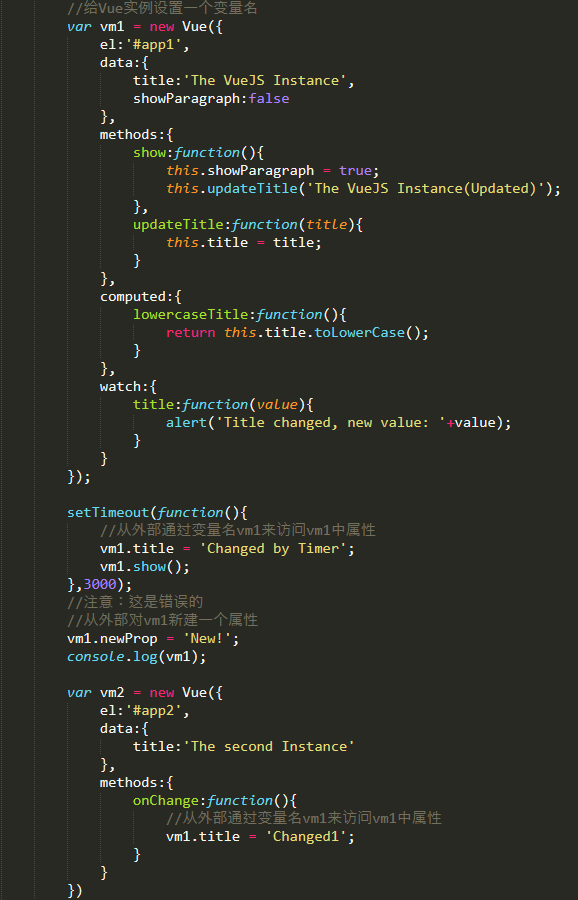 //给Vue实例设置一个变量名
var vm1 = new Vue({
    el:'#app1',
    data:{
        title:'The VueJS Instance',
        showParagraph:false
    },
    methods:{
        show:function(){
            this.showParagraph = true;
            this.updateTitle('The VueJS Instance(Updated)');
        },
        updateTitle:function(title){
            this.title = title;
        }
    },
    computed:{
        lowercaseTitle:function(){
            return this.title.toLowerCase();
        }
    },
    watch:{
        title:function(value){
            alert('Title changed, new value: '+value);
        }
    }
});

setTimeout(function(){
    //从外部通过变量名vm1来访问vm1中属性
    vm1.title = 'Changed by Timer';
    vm1.show();
},3000);
//注意：这是错误的
//从外部对vm1新建一个属性
vm1.newProp = 'New!';
console.log(vm1);

var vm2 = new Vue({
    el:'#app2',
    data:{
        title:'The second Instance'
    },
    methods:{
        onChange:function(){
            //从外部通过变量名vm1来访问vm1中属性
            vm1.title = 'Changed1';
        }
    }
})